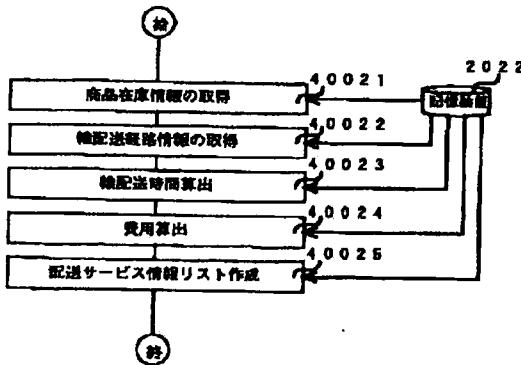 始
40021
2022
商品在庫情報の取得
記憶装置
40022
輸配送経路情報の取得
40023
輸配送時間算出
40024
費用算出
40025
配送サービス情報リスト作成
終